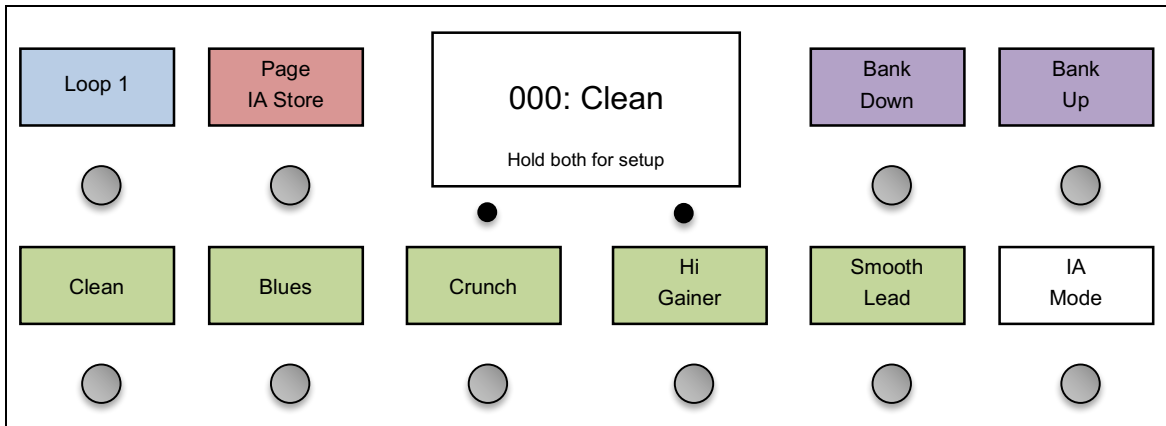 Loop 1
Page
IA Store
000: Clean
Hold both for setup
Bank
Down
Bank
Up
Clean
Blues
Crunch
Hi
Gainer
Smooth
Lead
IA
Mode